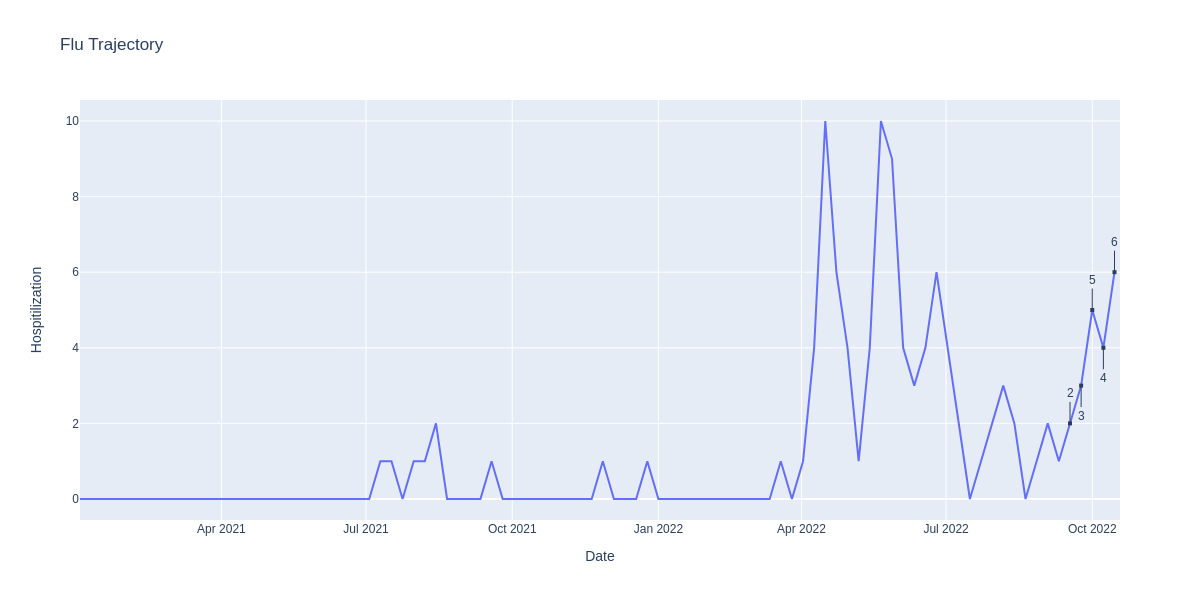 Flu Trajectory
10
8
6
4
2
0
Hospitilization
6
5
4
2
3
Apr 2021
Jul 2021
Oct 2021
Jan 2022
Apr 2022
Jul 2022
Oct 2022
Date